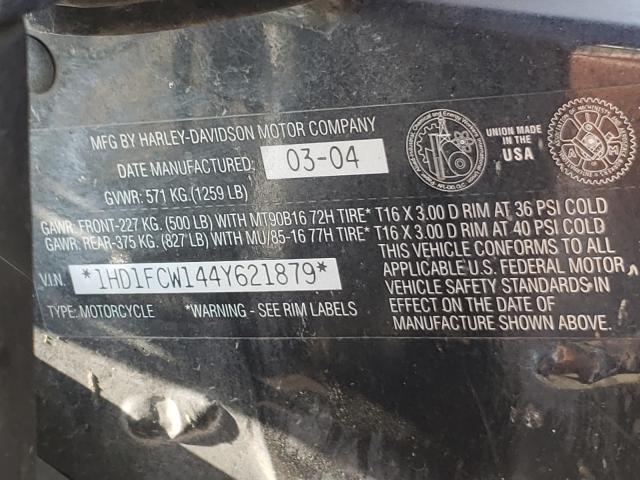 MFG BY HARLEY-DAVIDSON MOTOR COMPANY
DATE MANUFACTURED: 03-04
GVWR: 571 KG.(1259 LB)
UNION MADE
IN THE
USA
GAWR: FRONT-227 KG. (500 LB) WITH MT90B16 72H TIRE* T16 X 3.00 D RIM AT 36 PSI COLD
GAWR: REAR-375 KG. (827 LB) WITH MU/85-16 77H TIRE* T16 X 3.00 D RIM AT 40 PSI COLD
V.I.N. *1HD1FCW144Y621879*
TYPE: MOTORCYCLE *WARNING - SEE RIM LABELS
THIS VEHICLE CONFORMS TO ALL
APPLICABLE U.S. FEDERAL MOTOR
VEHICLE SAFETY STANDARDS IN
EFFECT ON THE DATE OF
MANUFACTURE SHOWN ABOVE.